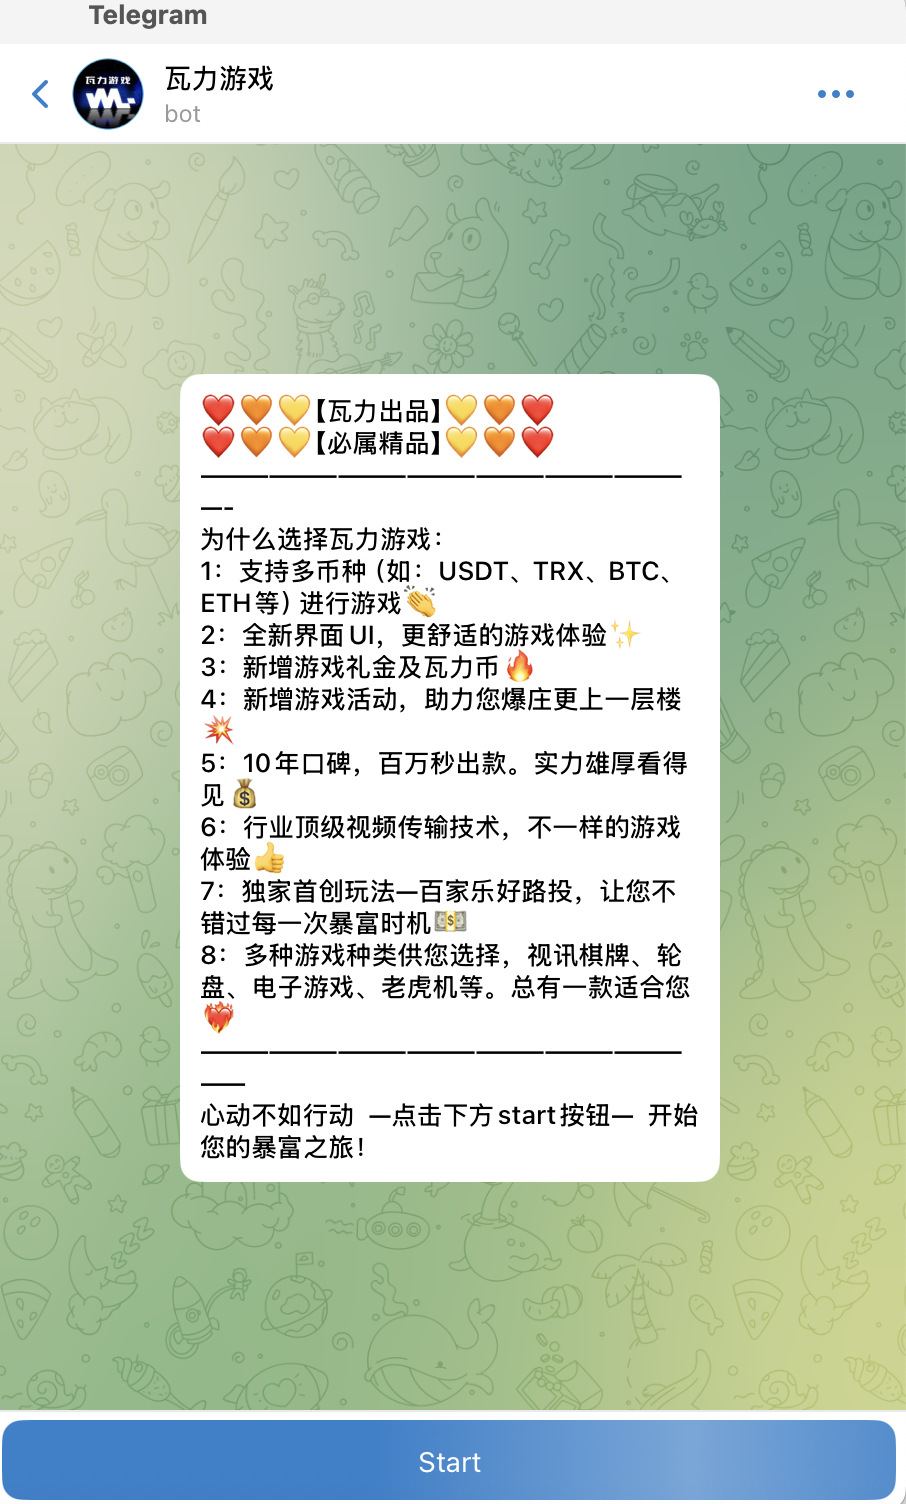 Telegram
瓦力游戏
瓦力游戏
bot
❤️🧡💛【瓦力出品】💛🧡❤️
❤️🧡💛【必属精品】💛🧡❤️
———————————————————
—-
为什么选择瓦力游戏：
1：支持多币种（如：USDT、TRX、BTC、
ETH等）进行游戏👏
2：全新界面UI，更舒适的游戏体验✨
3：新增游戏礼金及瓦力币🔥
4：新增游戏活动，助力您爆庄更上一层楼
💥
5：10年口碑，百万秒出款。实力雄厚看得
见💰
6：行业顶级视频传输技术，不一样的游戏
体验👍
7：独家首创玩法—百家乐好路投，让您不
错过每一次暴富时机💵
8：多种游戏种类供您选择，视讯棋牌、轮
盘、电子游戏、老虎机等。总有一款适合您
❤️‍🔥
———————————————————
——
心动不如行动 —点击下方start按钮— 开始
您的暴富之旅！
Start